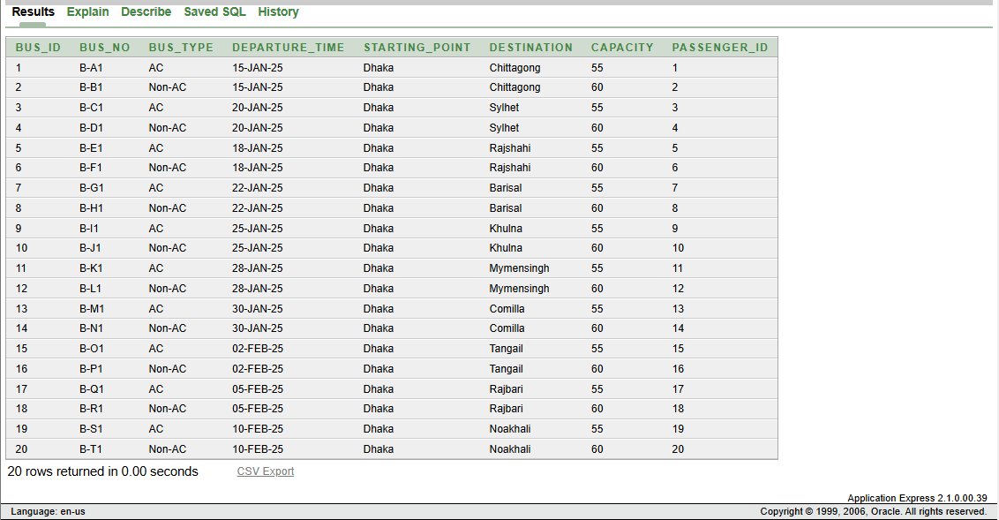 Results Explain Describe Saved SQL History
BUS_ID BUS_NO BUS_TYPE DEPARTURE_TIME STARTING_POINT DESTINATION CAPACITY PASSENGER_ID
1 B-A1 AC 15-JAN-25 Dhaka Chittagong 55 1
2 B-B1 Non-AC 15-JAN-25 Dhaka Chittagong 60 2
3 B-C1 AC 20-JAN-25 Dhaka Sylhet 55 3
4 B-D1 Non-AC 20-JAN-25 Dhaka Sylhet 60 4
5 B-E1 AC 18-JAN-25 Dhaka Rajshahi 55 5
6 B-F1 Non-AC 18-JAN-25 Dhaka Rajshahi 60 6
7 B-G1 AC 22-JAN-25 Dhaka Barisal 55 7
8 B-H1 Non-AC 22-JAN-25 Dhaka Barisal 60 8
9 B-I1 AC 25-JAN-25 Dhaka Khulna 55 9
10 B-J1 Non-AC 25-JAN-25 Dhaka Khulna 60 10
11 B-K1 AC 28-JAN-25 Dhaka Mymensingh 55 11
12 B-L1 Non-AC 28-JAN-25 Dhaka Mymensingh 60 12
13 B-M1 AC 30-JAN-25 Dhaka Comilla 55 13
14 B-N1 Non-AC 30-JAN-25 Dhaka Comilla 60 14
15 B-O1 AC 02-FEB-25 Dhaka Tangail 55 15
16 B-P1 Non-AC 02-FEB-25 Dhaka Tangail 60 16
17 B-Q1 AC 05-FEB-25 Dhaka Rajbari 55 17
18 B-R1 Non-AC 05-FEB-25 Dhaka Rajbari 60 18
19 B-S1 AC 10-FEB-25 Dhaka Noakhali 55 19
20 B-T1 Non-AC 10-FEB-25 Dhaka Noakhali 60 20
20 rows returned in 0.00 seconds CSV Export
Application Express 2.1.0.00.39
Language: en-us Copyright © 1999, 2006, Oracle. All rights reserved.